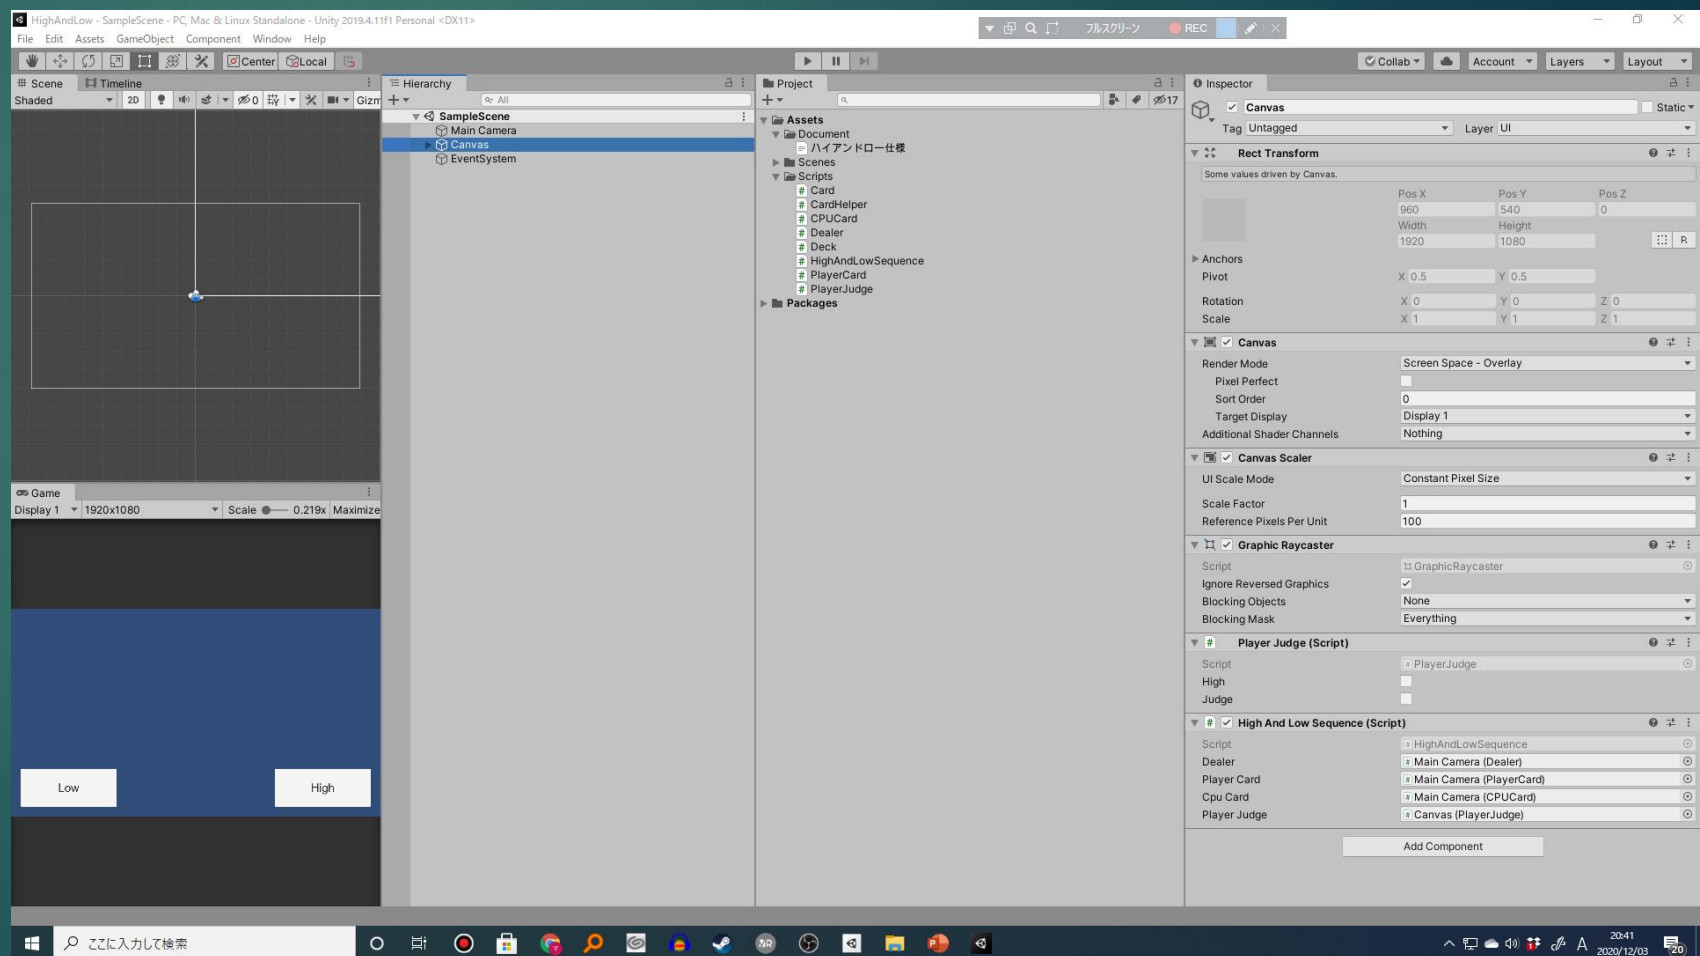 HighAndLow - SampleScene - PC, Mac & Linux Standalone - Unity 2019.4.11f1 Personal <DX11>
フルスクリーン REC
File Edit Assets GameObject Component Window Help
Center Local Collab Account Layers Layout
Scene Timeline
Shaded 2D 0 Gizm
Hierarchy
All
SampleScene
Main Camera
Canvas
EventSystem
Project
17
Assets
Document
ハイアンドロー仕様
Scenes
Scripts
Card
CardHelper
CPUCard
Dealer
Deck
HighAndLowSequence
PlayerCard
PlayerJudge
Packages
Inspector
Canvas Static
Tag Untagged Layer UI
Rect Transform
Some values driven by Canvas.
Pos X Pos Y Pos Z
960 540 0
Width Height
1920 1080 R
Anchors
Pivot X 0.5 Y 0.5
Rotation X 0 Y 0 Z 0
Scale X 1 Y 1 Z 1
Canvas
Render Mode Screen Space - Overlay
Pixel Perfect
Sort Order 0
Target Display Display 1
Additional Shader Channels Nothing
Canvas Scaler
UI Scale Mode Constant Pixel Size
Scale Factor 1
Reference Pixels Per Unit 100
Graphic Raycaster
Script GraphicRaycaster
Ignore Reversed Graphics
Blocking Objects None
Blocking Mask Everything
Player Judge (Script)
Script PlayerJudge
High
Judge
High And Low Sequence (Script)
Script HighAndLowSequence
Dealer Main Camera (Dealer)
Player Card Main Camera (PlayerCard)
Cpu Card Main Camera (CPUCard)
Player Judge Canvas (PlayerJudge)
Add Component
Game
Display 1 1920x1080 Scale 0.219x Maximize
Low High
ここに入力して検索
A 20:41
2020/12/03 20